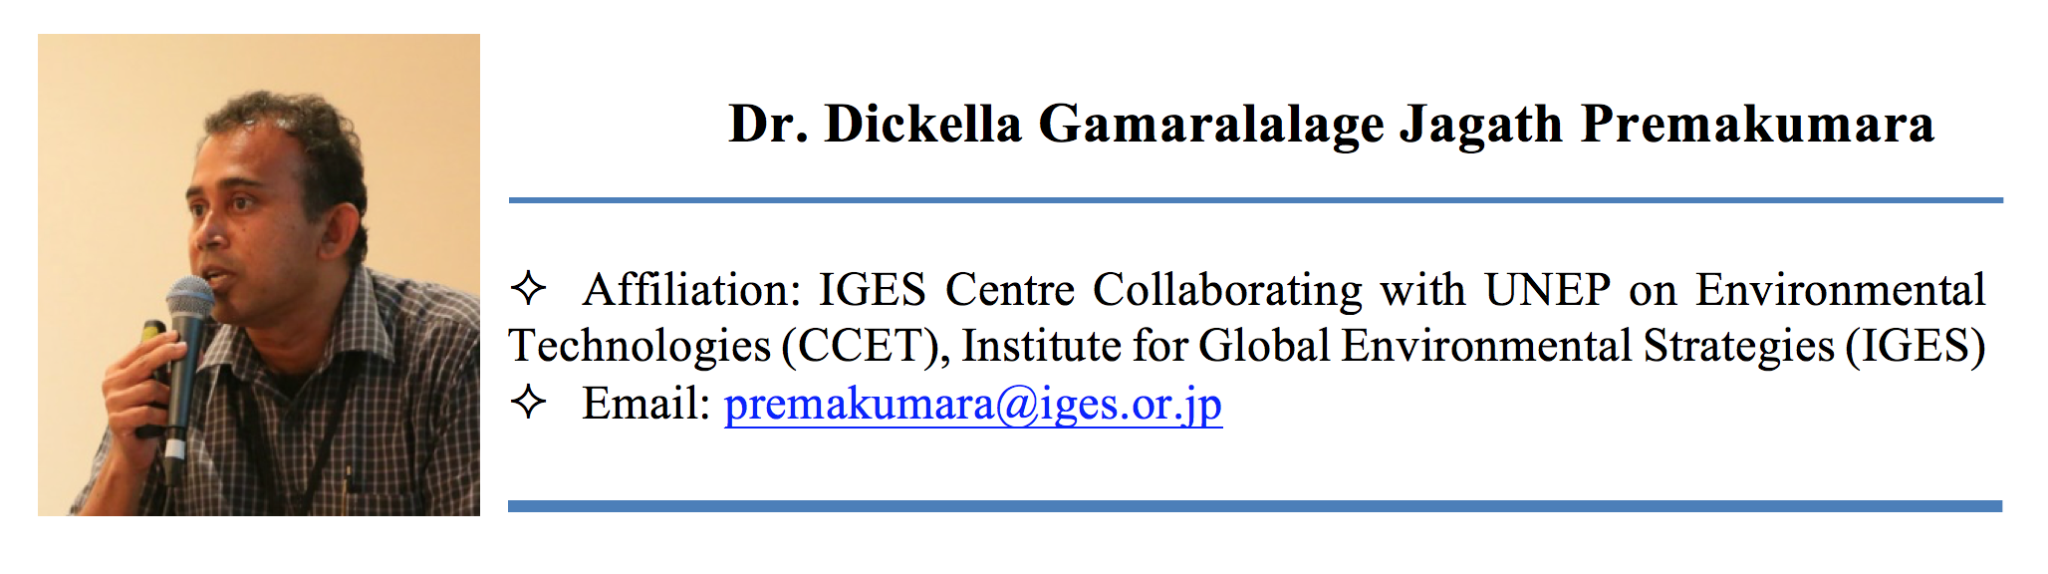 Dr. Dickella Gamaralalage Jagath Premakumara
✧ Affiliation: IGES Centre Collaborating with UNEP on Environmental
Technologies (CCET), Institute for Global Environmental Strategies (IGES)
✧ Email: premakumara@iges.or.jp